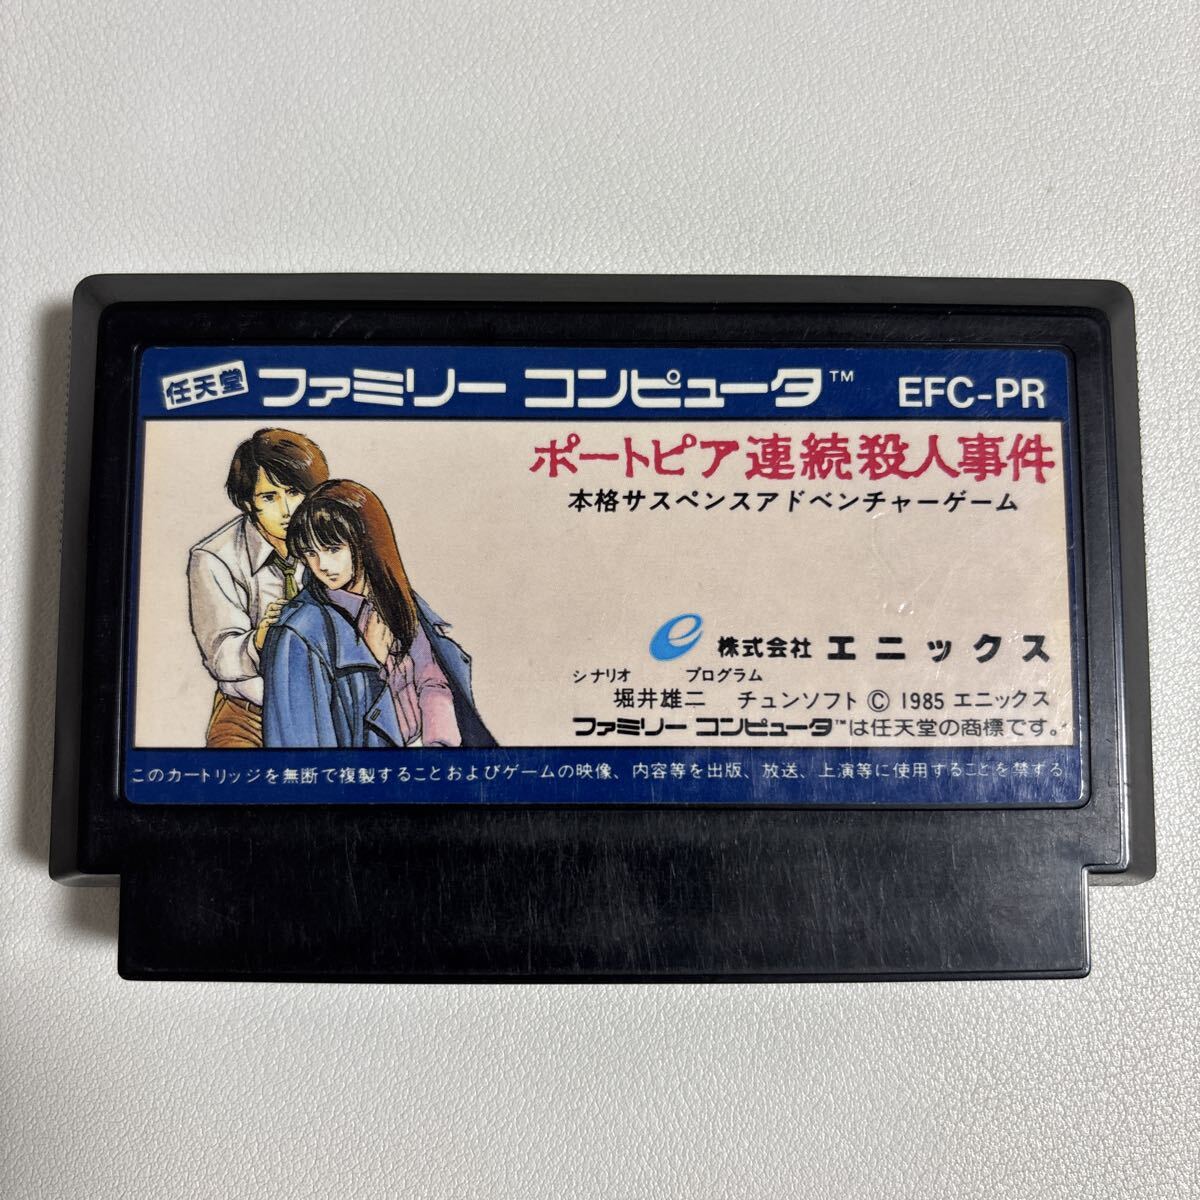 任天堂 ファミリー コンピュータ™ EFC-PR
ポートピア連続殺人事件
本格サスペンスアドベンチャーゲーム
e 株式会社 エニックス
シナリオ プログラム
堀井雄二 チュンソフト © 1985 エニックス
ファミリー コンピュータ™は任天堂の商標です。
このカートリッジを無断で複製することおよびゲームの映像、内容等を出版、放送、上演等に使用することを禁する